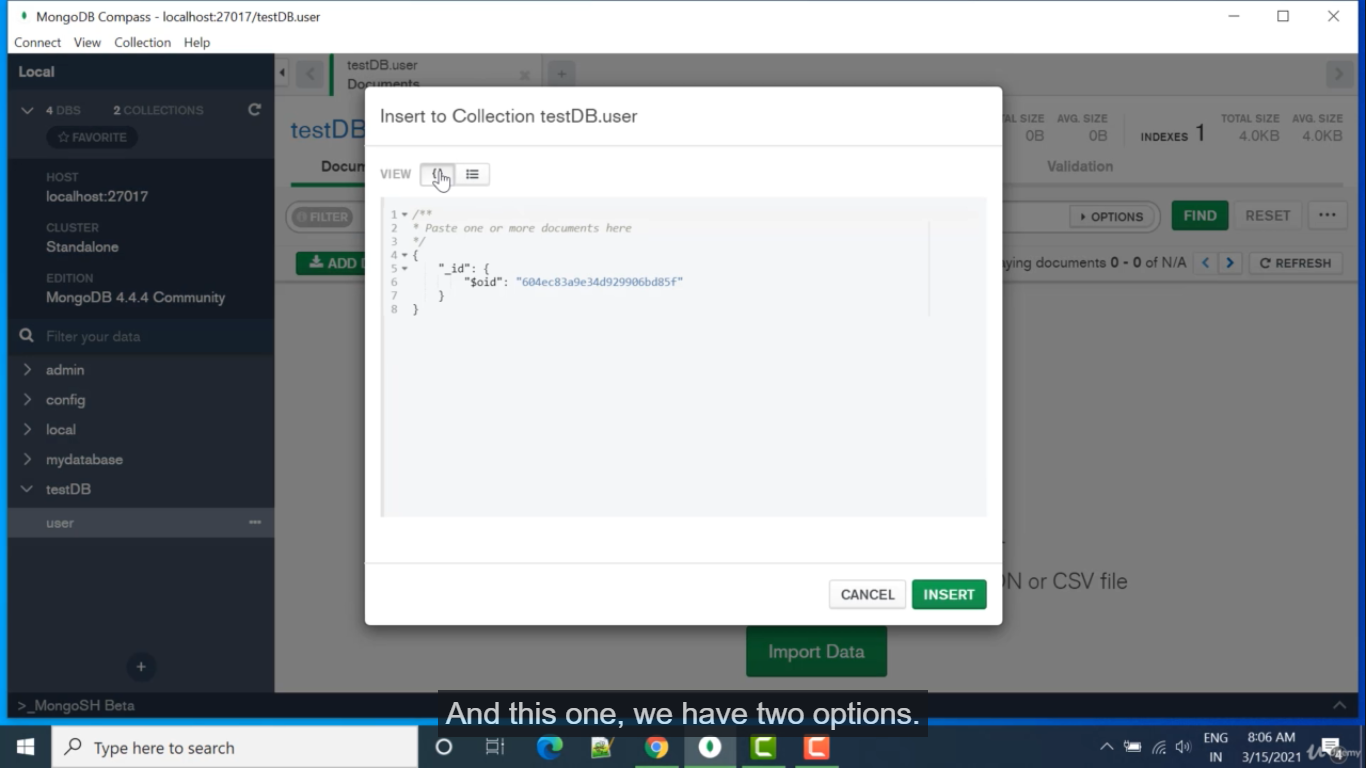 MongoDB Compass - localhost:27017/testDB.user
Connect View Collection Help
Local
testDB.user
Documents
4 DBS 2 COLLECTIONS
FAVORITE
HOST
localhost:27017
CLUSTER
Standalone
EDITION
MongoDB 4.4.4 Community
Filter your data
admin
config
local
mydatabase
testDB
user
>_MongoSH Beta
testDB
AL SIZE AVG. SIZE
0B 0B
INDEXES 1
TOTAL SIZE AVG. SIZE
4.0KB 4.0KB
Docum
Validation
FILTER
OPTIONS
FIND
RESET
ADD D
ying documents 0 - 0 of N/A
REFRESH
N or CSV file
Import Data
Insert to Collection testDB.user
VIEW {}
1 /**
2 * Paste one or more documents here
3 */
4 {
5 "_id": {
6 "$oid": "604ec83a9e34d929906bd85f"
7 }
8 }
CANCEL INSERT
And this one, we have two options.
Type here to search
ENG
IN
8:06 AM
3/15/2021
4